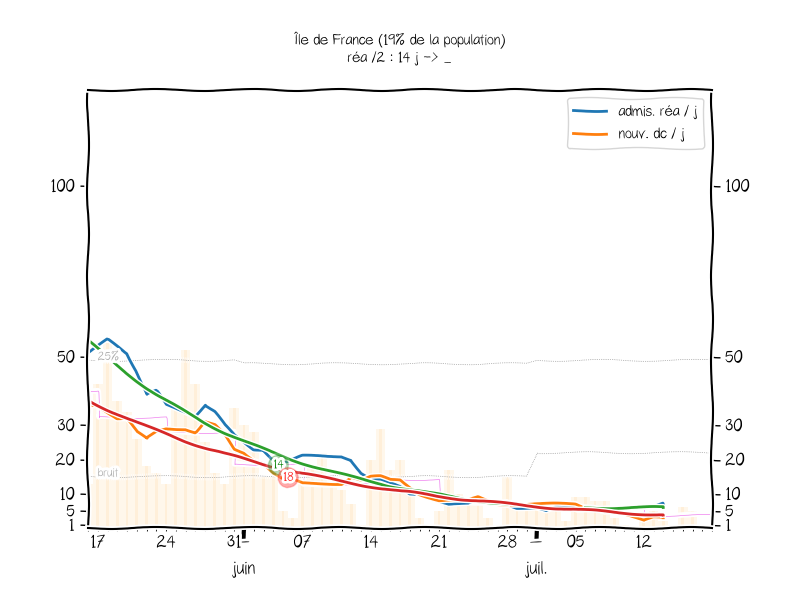 Île de France (19% de la population)
réa /2 : 14 j -> _
admis. réa / j
nouv. dc / j
100
100
50
50
25%
30
30
20
20
bruit
14
18
10
10
5
5
1
1
17 24 31 07 14 21 28 05 12
juin juil.